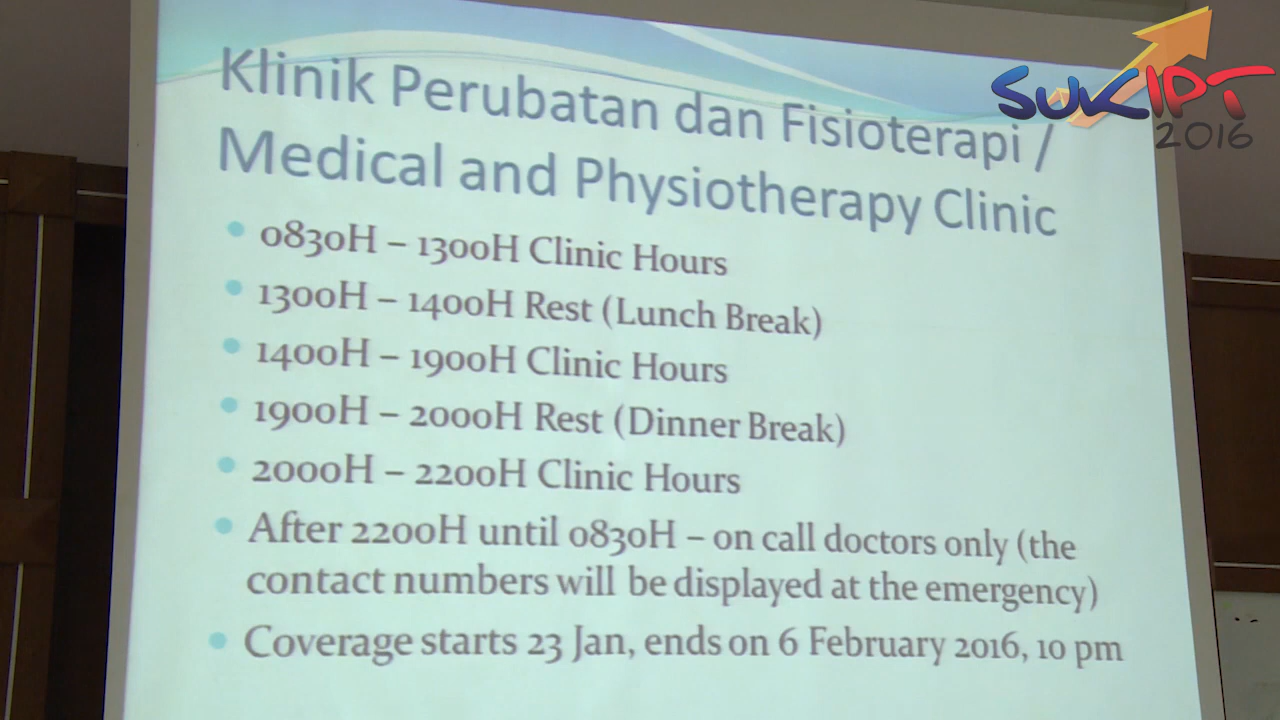 SUKIPT
2016
Klinik Perubatan dan Fisioterapi /
Medical and Physiotherapy Clinic
• 0830H – 1300H Clinic Hours
• 1300H – 1400H Rest (Lunch Break)
• 1400H – 1900H Clinic Hours
• 1900H – 2000H Rest (Dinner Break)
• 2000H – 2200H Clinic Hours
• After 2200H until 0830H – on call doctors only (the
contact numbers will be displayed at the emergency)
• Coverage starts 23 Jan, ends on 6 February 2016, 10 pm